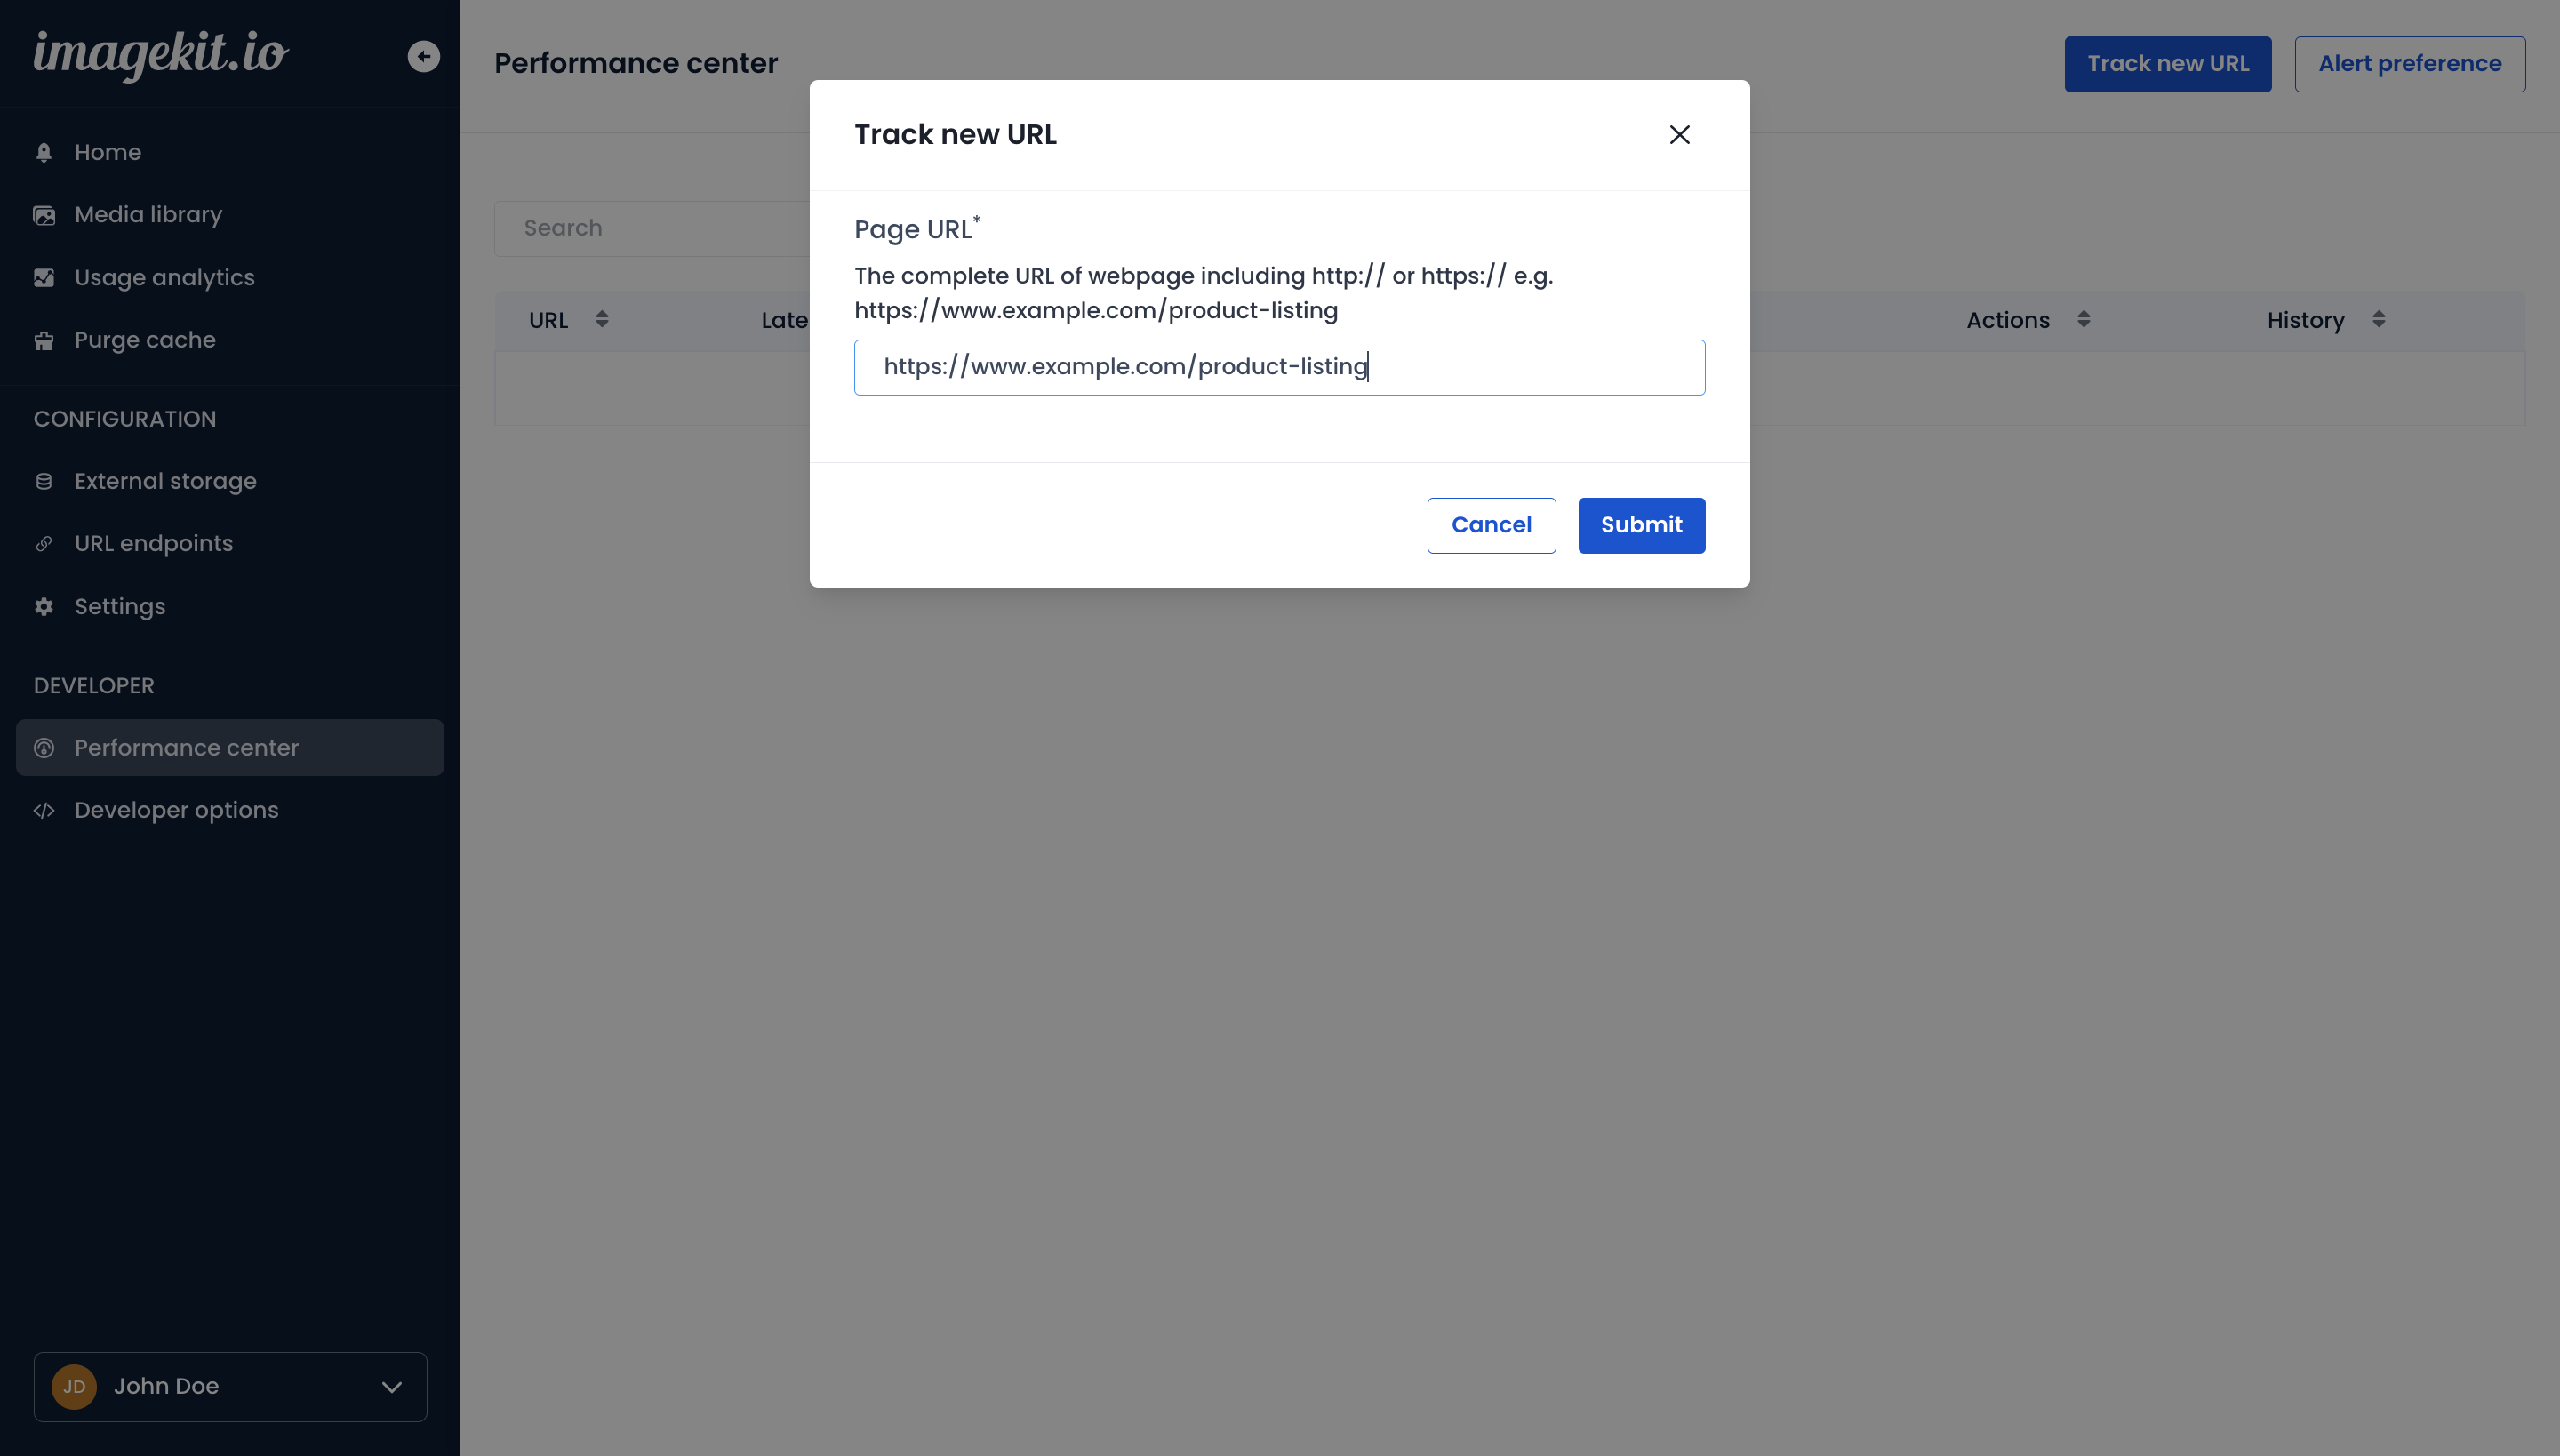 imagekit.io
Home
Media library
Usage analytics
Purge cache
CONFIGURATION
External storage
URL endpoints
Settings
DEVELOPER
Performance center
Developer options
JD John Doe
Performance center
Track new URL
Alert preference
Search
URL Late Actions History
Track new URL
Page URL*
The complete URL of webpage including http:// or https:// e.g.
https://www.example.com/product-listing
https://www.example.com/product-listing
Cancel Submit